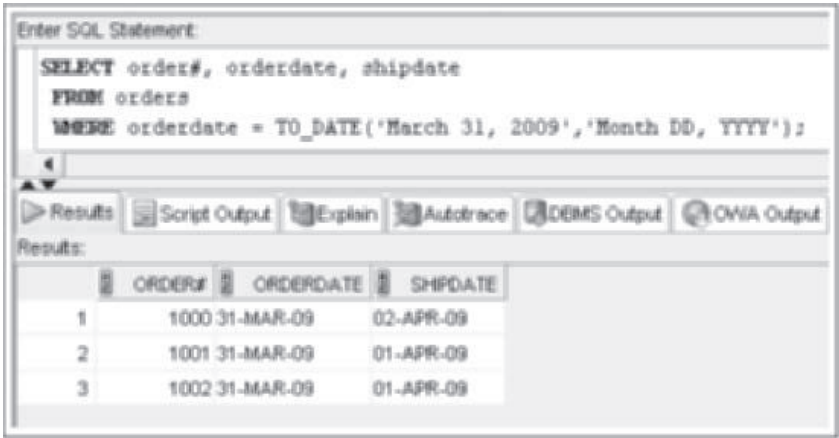 Enter SQL Statement:
SELECT order#, orderdate, shipdate
FROM orders
WHERE orderdate = TO_DATE('March 31, 2009','Month DD, YYYY');
Results Script Output Explain Autotrace DBMS Output OWA Output
Results:
ORDER# ORDERDATE SHIPDATE
1 1000 31-MAR-09 02-APR-09
2 1001 31-MAR-09 01-APR-09
3 1002 31-MAR-09 01-APR-09